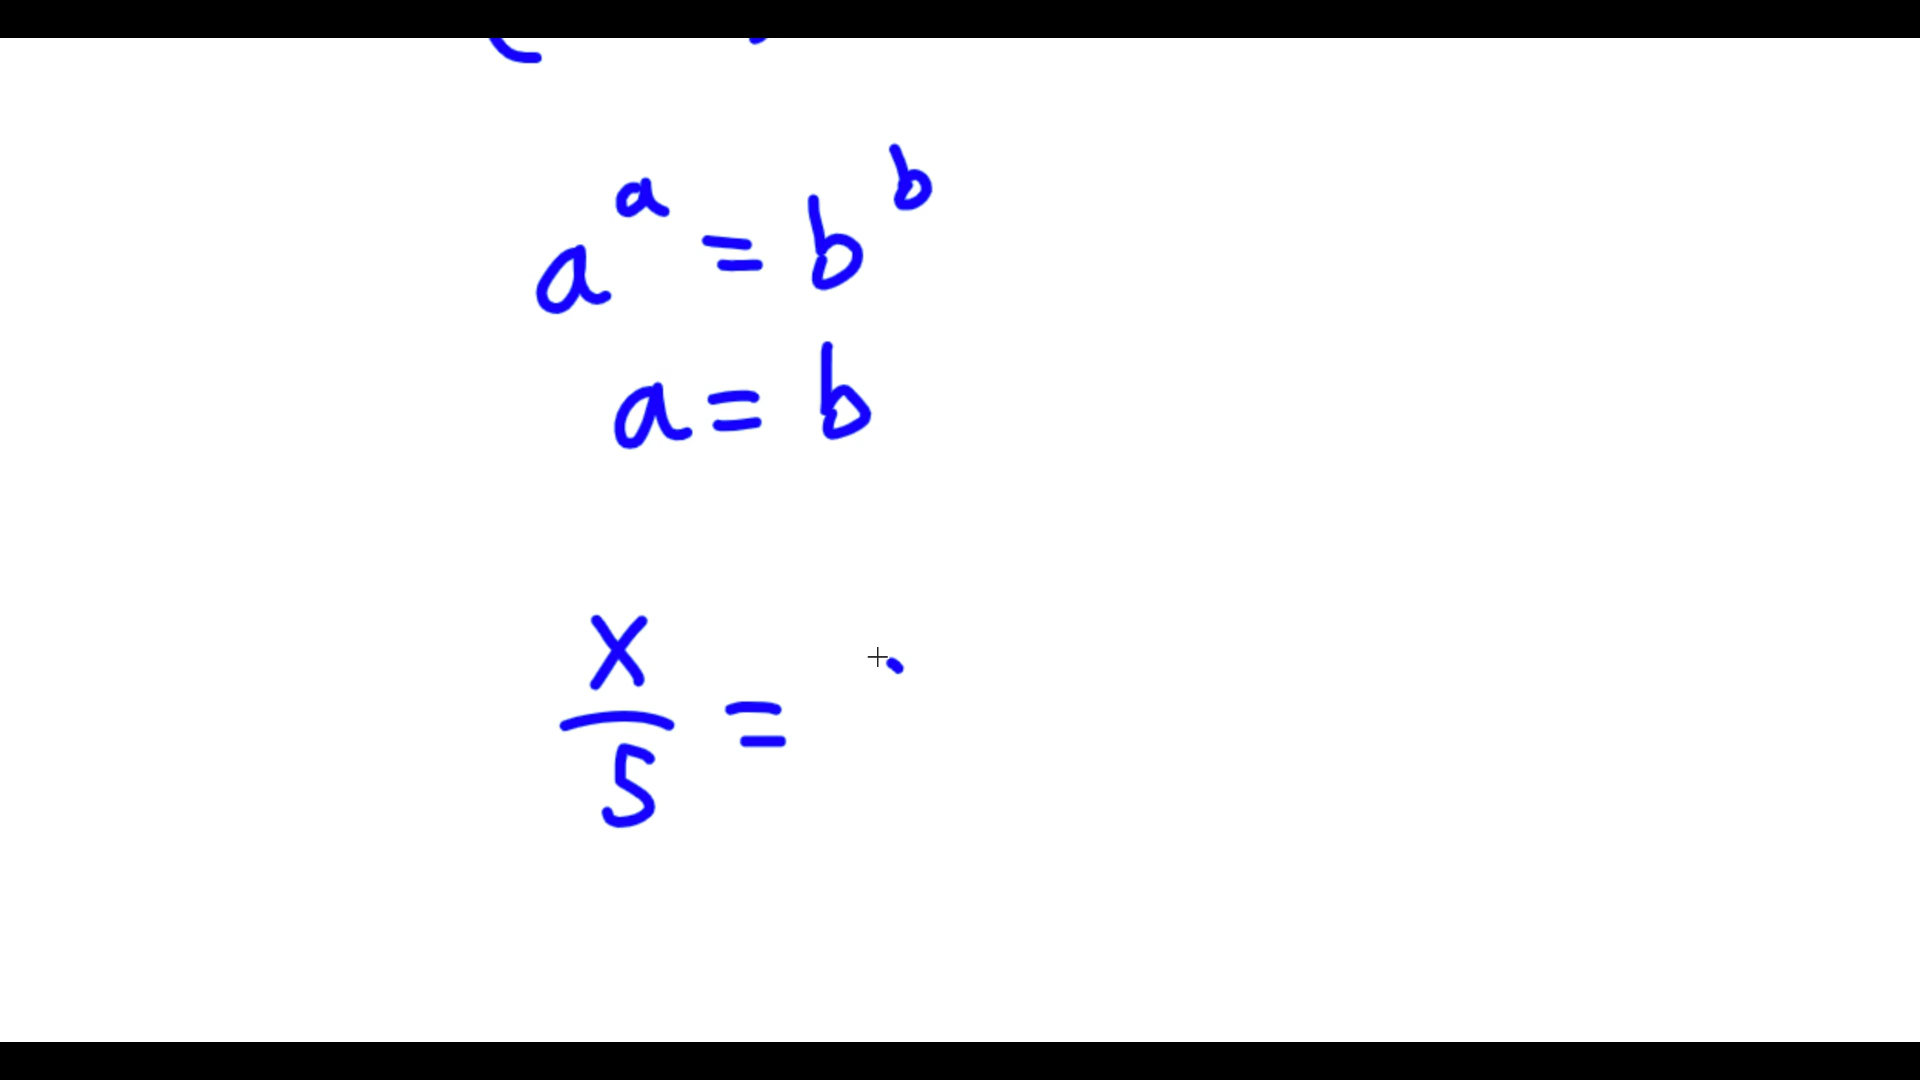 a^a = b^b
a = b
x/5 =